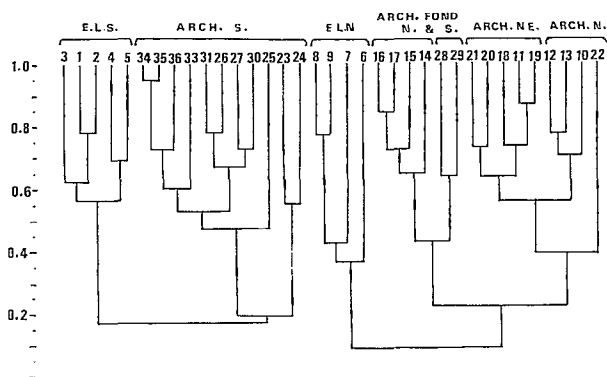 E.L.S. ARCH. S. E L.N ARCH. FOND N. & S. ARCH. NE. ARCH. N.
3 1 2 4 5 34 35 36 33 31 26 27 30 25 23 24 8 9 7 6 16 17 15 14 28 29 21 20 18 11 19 12 13 10 22
1.0
0.8
0.6
0.4
0.2